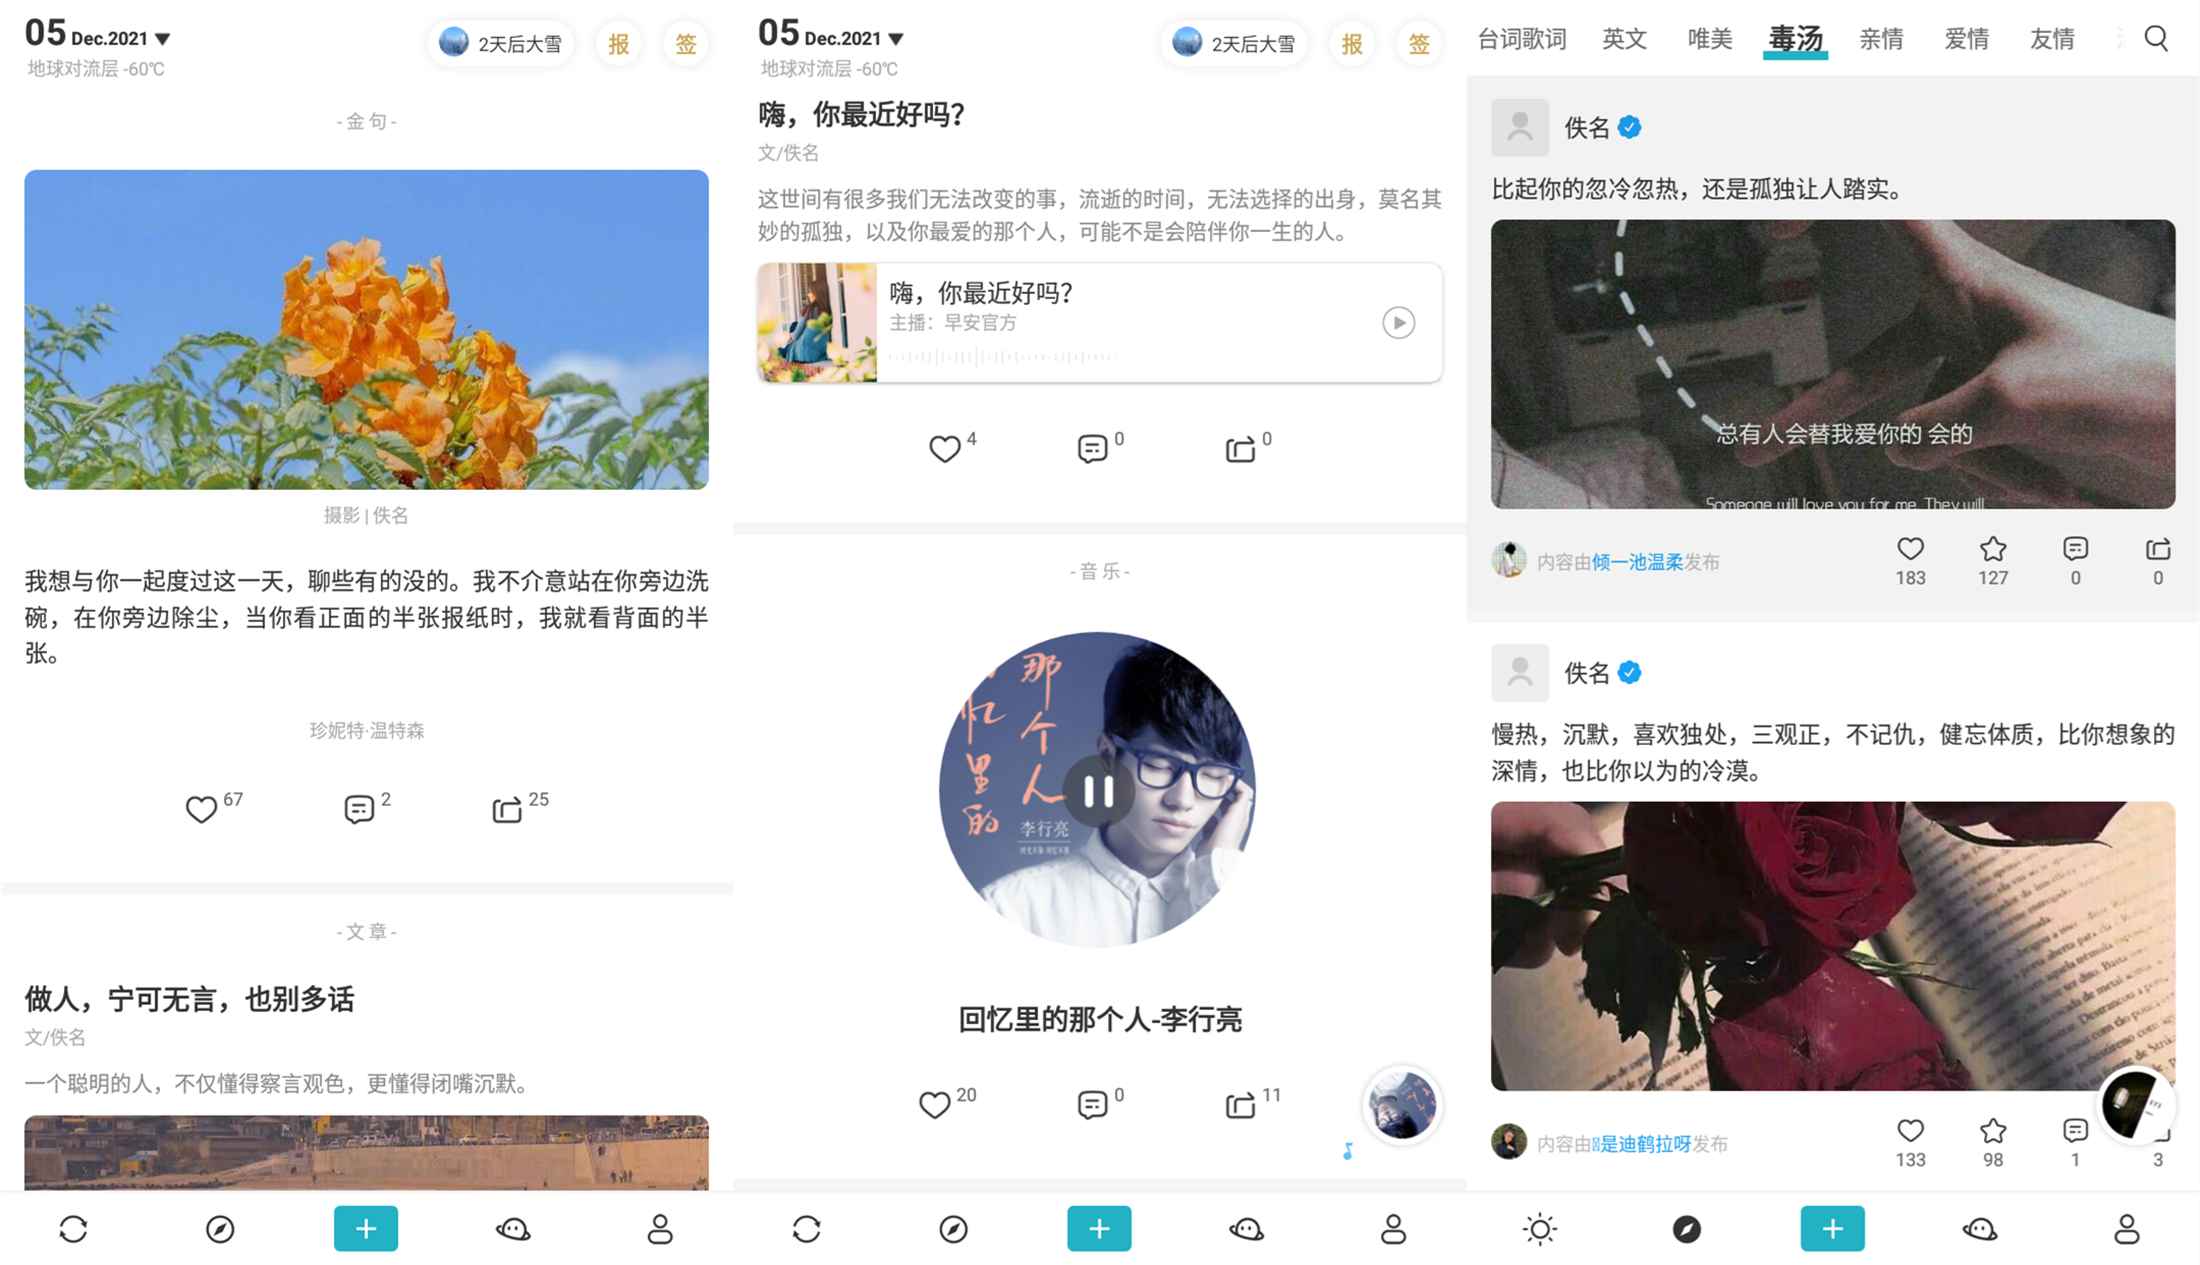 05 Dec.2021
地球对流层 -60℃
2天后大雪
报
签
- 金 句 -
摄影 | 佚名
我想与你一起度过这一天，聊些有的没的。我不介意站在你旁边洗
碗，在你旁边除尘，当你看正面的半张报纸时，我就看背面的半
张。
珍妮特·温特森
67
2
25
- 文 章 -
做人，宁可无言，也别多话
文/佚名
一个聪明的人，不仅懂得察言观色，更懂得闭嘴沉默。
05 Dec.2021
地球对流层 -60℃
2天后大雪
报
签
嗨，你最近好吗？
文/佚名
这世间有很多我们无法改变的事，流逝的时间，无法选择的出身，莫名其
妙的孤独，以及你最爱的那个人，可能不是会陪伴你一生的人。
嗨，你最近好吗？
主播：早安官方
4
0
0
- 音 乐 -
那个人
忆里的
李行亮
回忆里的那个人-李行亮
20
0
11
台词歌词
英文
唯美
毒汤
亲情
爱情
友情
佚名
比起你的忽冷忽热，还是孤独让人踏实。
总有人会替我爱你的 会的
Someone will love you for me. They will
内容由倾一池温柔发布
183
127
0
0
佚名
慢热，沉默，喜欢独处，三观正，不记仇，健忘体质，比你想象的
深情，也比你以为的冷漠。
内容由是迪鹤拉呀发布
133
98
1
3